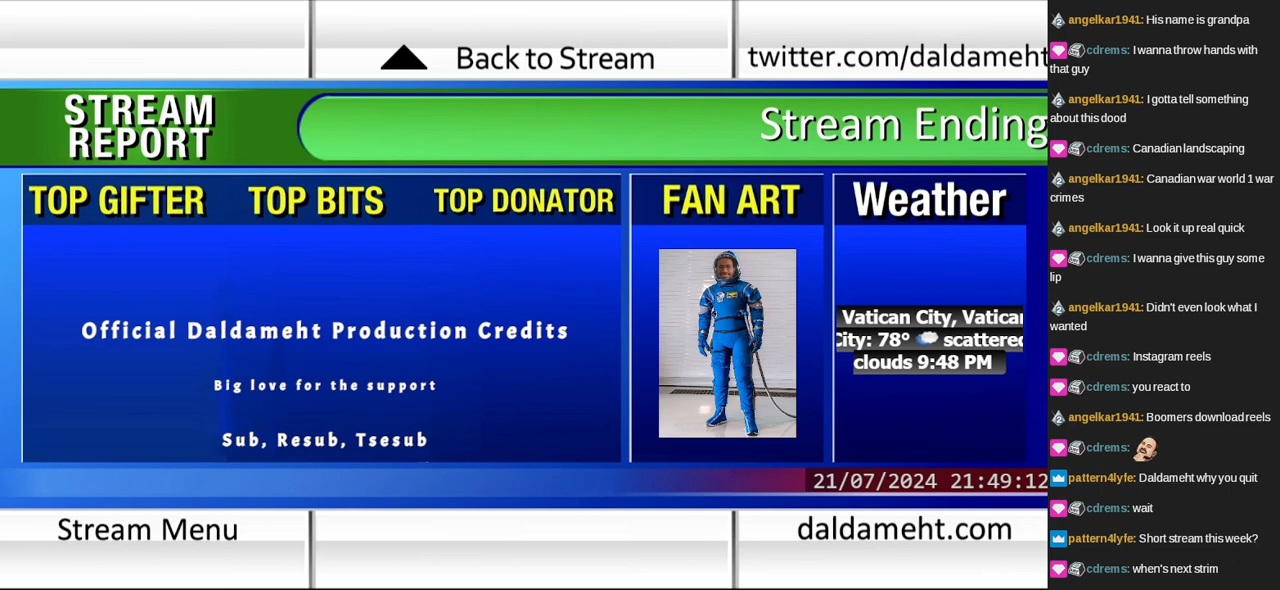 Back to Stream
twitter.com/daldameht
STREAM
REPORT
Stream Ending
TOP GIFTER
TOP BITS
TOP DONATOR
Official Daldameht Production Credits
Big love for the support
Sub, Resub, Tsesub
FAN ART
Weather
Vatican City, Vatican
City: 78° scattered
clouds 9:48 PM
21/07/2024 21:49:12
Stream Menu
daldameht.com
angelkar1941: His name is grandpa
cdrems: I wanna throw hands with
that guy
angelkar1941: I gotta tell something
about this dood
cdrems: Canadian landscaping
angelkar1941: Canadian war world 1 war
crimes
angelkar1941: Look it up real quick
cdrems: I wanna give this guy some
lip
angelkar1941: Didn't even look what I
wanted
cdrems: Instagram reels
cdrems: you react to
angelkar1941: Boomers download reels
cdrems:
pattern4lyfe: Daldameht why you quit
cdrems: wait
pattern4lyfe: Short stream this week?
cdrems: when's next strim